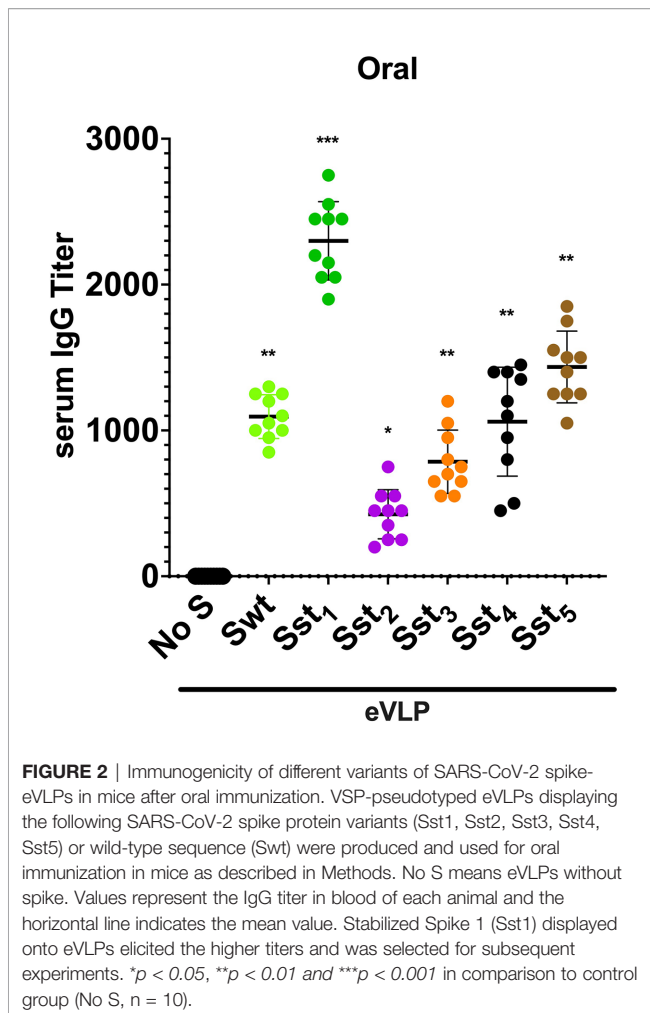 Oral
serum IgG Titer
3000
2000
1000
0
***
**
*
**
**
**
No S
Swt
Sst₁
Sst₂
Sst₃
Sst₄
Sst₅
eVLP
FIGURE 2 | Immunogenicity of different variants of SARS-CoV-2 spike-
eVLPs in mice after oral immunization. VSP-pseudotyped eVLPs displaying
the following SARS-CoV-2 spike protein variants (Sst1, Sst2, Sst3, Sst4,
Sst5) or wild-type sequence (Swt) were produced and used for oral
immunization in mice as described in Methods. No S means eVLPs without
spike. Values represent the IgG titer in blood of each animal and the
horizontal line indicates the mean value. Stabilized Spike 1 (Sst1) displayed
onto eVLPs elicited the higher titers and was selected for subsequent
experiments. *p < 0.05, **p < 0.01 and ***p < 0.001 in comparison to control
group (No S, n = 10).